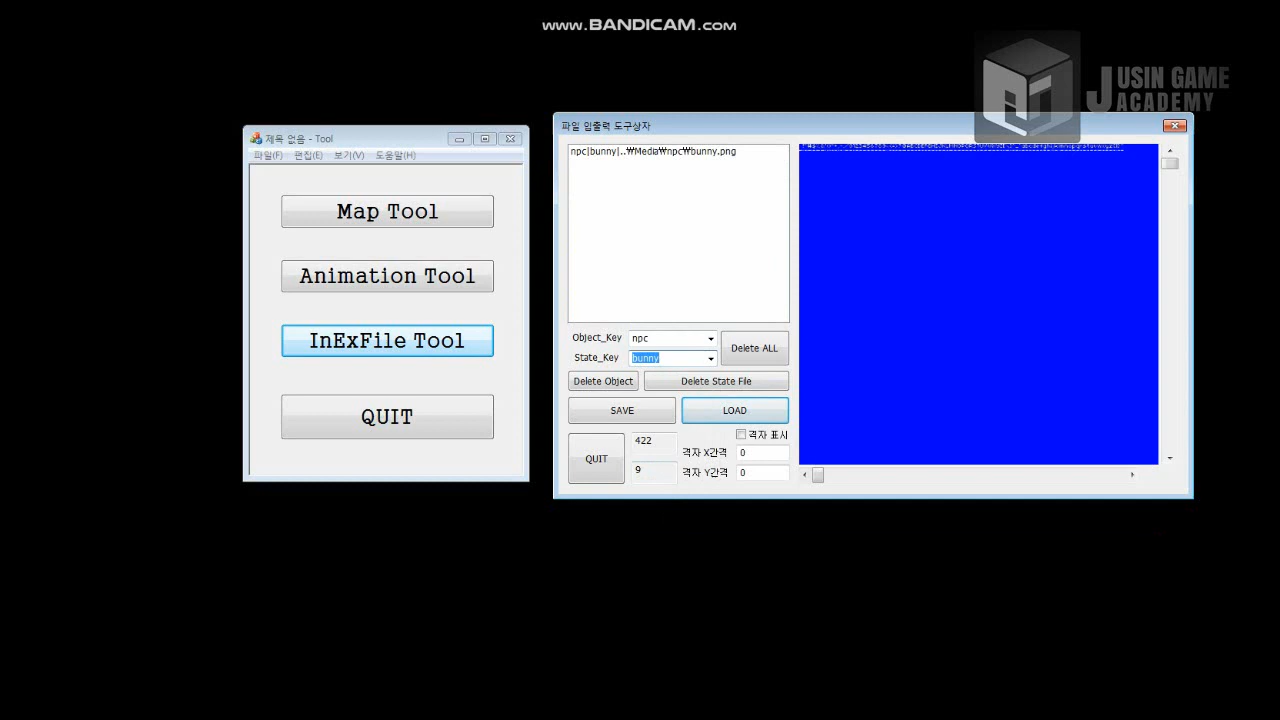 www.BANDICAM.com
JUSIN GAME
ACADEMY
제목 없음 - Tool
파일(F) 편집(E) 보기(V) 도움말(H)
Map Tool
Animation Tool
InExFile Tool
QUIT
파일 입출력 도구상자
npc|bunny|..₩Media₩npc₩bunny.png
Object_Key npc
State_Key bunny
Delete ALL
Delete Object Delete State File
SAVE LOAD
QUIT
422
9
격자 표시
격자 X간격 0
격자 Y간격 0